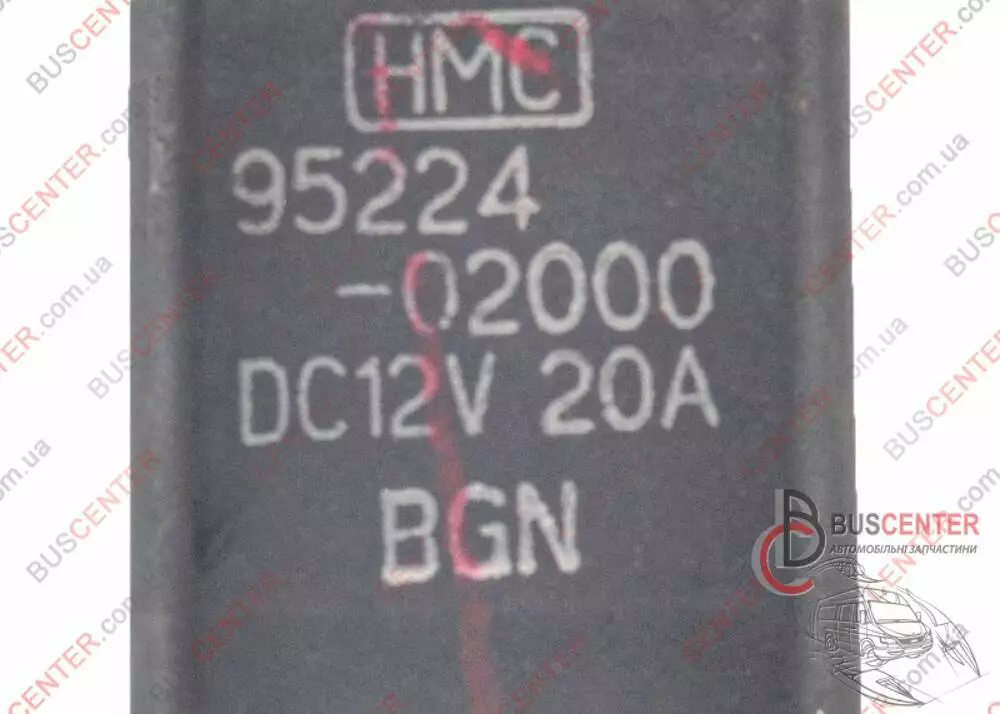 HMC
95224
-02000
DC12V 20A
BGN
BUSCENTER
АВТОМОБІЛЬНІ ЗАПЧАСТИНИ
BUSCENTER.com.ua